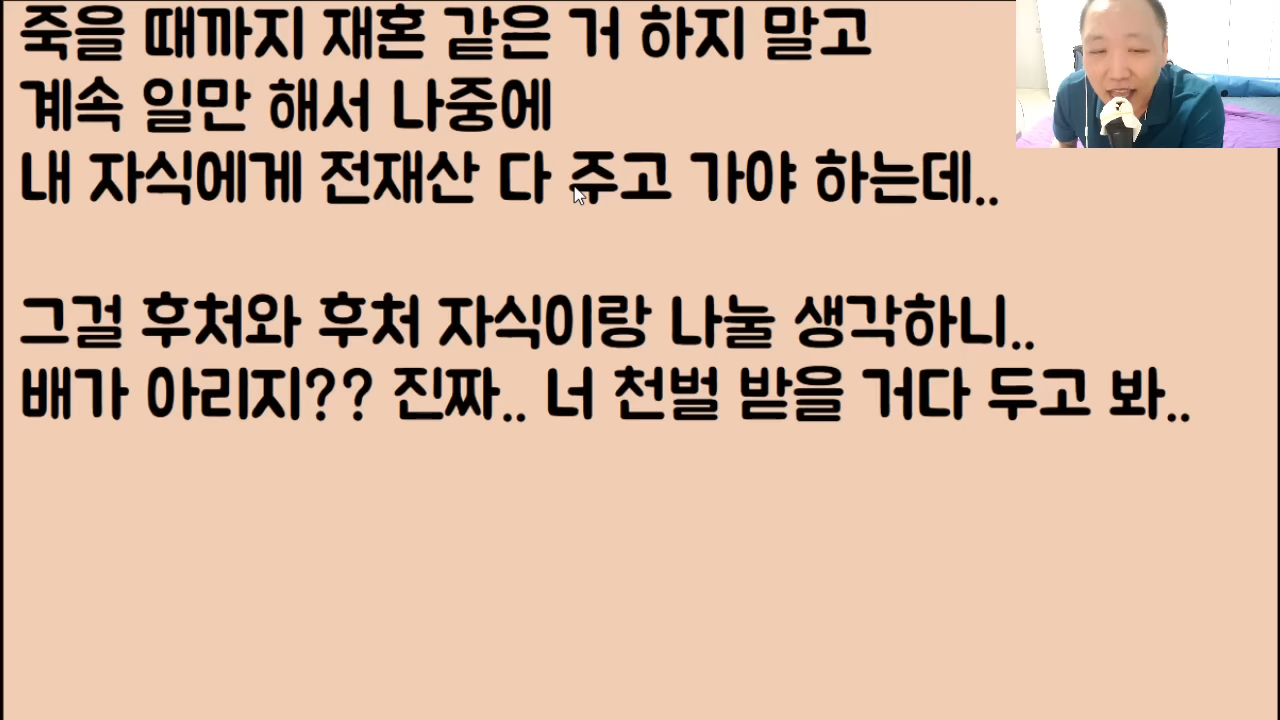 죽을 때까지 재혼 같은 거 하지 말고
계속 일만 해서 나중에
내 자식에게 전재산 다 주고 가야 하는데..
그걸 후처와 후처 자식이랑 나눌 생각하니..
배가 아리지?? 진짜.. 너 천벌 받을 거다 두고 봐..